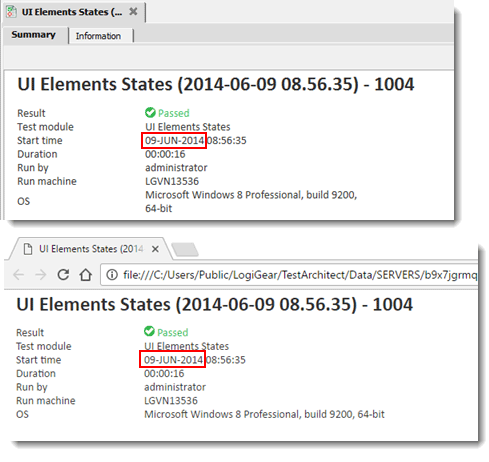 UI Elements States (...
Summary Information
UI Elements States (2014-06-09 08.56.35) - 1004
Result Passed
Test module UI Elements States
Start time 09-JUN-2014 08:56:35
Duration 00:00:16
Run by administrator
Run machine LGVN13536
OS Microsoft Windows 8 Professional, build 9200,
64-bit
UI Elements States (2014
file:///C:/Users/Public/LogiGear/TestArchitect/Data/SERVERS/b9x7jgrmq
UI Elements States (2014-06-09 08.56.35) - 1004
Result Passed
Test module UI Elements States
Start time 09-JUN-2014 08:56:35
Duration 00:00:16
Run by administrator
Run machine LGVN13536
OS Microsoft Windows 8 Professional, build 9200, 64-bit